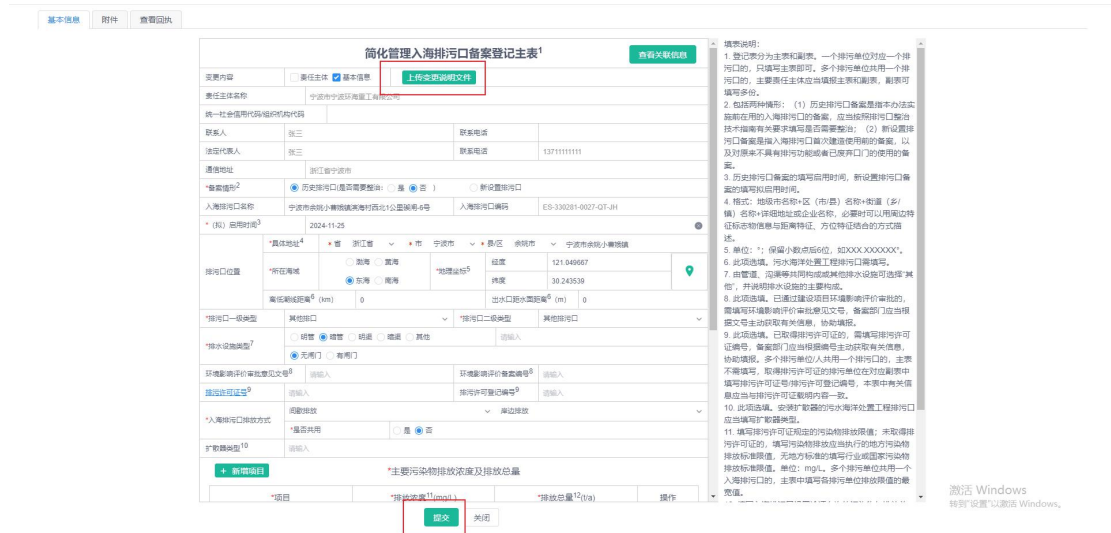 基本信息 附件 查看回执
简化管理入海排污口备案登记主表1 查看关联信息
变更内容 责任主体 基本信息 上传变更说明文件
责任主体名称 宁波市宁波环海重工有限公司
统一社会信用代码/组织机构代码
联系人 张三 联系电话
法定代表人 张三 联系电话 13711111111
通信地址 浙江省宁波市
*备案情形2 历史排污口(是否需要整治: 是 否 ) 新设置排污口
入海排污口名称 宁波市余姚小曹娥镇滨海村西北1公里碶闸-6号 入海排污口编码 ES-330281-0027-QT-JH
* (拟) 启用时间3 2024-11-25
排污口位置 *具体地址4 * 省 浙江省 * 市 宁波市 * 县/区 余姚市 宁波市余姚小曹娥镇
*所在海域 渤海 黄海 东海 南海 *地理坐标5 经度 121.049667 纬度 30.243539
离低潮线距离6 (km) 0 出水口距水面距离6 (m) 0
*排污口一级类型 其他排口 *排污口二级类型 其他排污口
*排水设施类型7 明管 暗管 明渠 暗渠 其他 请输入
无闸门 有闸门
环境影响评价审批意见文号8 请输入 环境影响评价备案编号8 请输入
排污许可证号9 请输入 排污许可登记编号9 请输入
*入海排污口排放方式 间歇排放 岸边排放
*是否共用 是 否
扩散器类型10 请输入
+ 新增项目 *主要污染物排放浓度及排放总量
*项目 *排放浓度11(mg/L) *排放总量12(t/a) 操作
提交 关闭
填表说明:
1. 登记表分为主表和副表。一个排污单位对应一个排
污口的，只填写主表即可。多个排污单位共用一个排
污口的，主要责任主体应当填报主表和副表，副表可
填写多份。
2. 包括两种情形：（1）历史排污口备案是指本办法实
施前在用的入海排污口的备案，应当按照排污口整治
技术指南有关要求填写是否需要整治；（2）新设置排
污口备案是指入海排污口首次建造使用前的备案，以
及对原来不具有排污功能或者已废弃口门的使用的备
案。
3. 历史排污口备案的填写启用时间，新设置排污口备
案的填写拟启用时间。
4. 格式：地级市名称+区（市/县）名称+街道（乡/
镇）名称+详细地址或企业名称，必要时可以用周边特
征标志物信息与距离特征、方位特征结合的方式描
述。
5. 单位：°；保留小数点后6位，如XXX.XXXXXX°。
6. 此项选填。污水海洋处置工程排污口需填写。
7. 由管道、沟渠等共同构成或其他排水设施可选择“其
他”，并说明排水设施的主要构成。
8. 此项选填。已通过建设项目环境影响评价审批的，
需填写环境影响评价审批意见文号，备案部门应当根
据文号主动获取有关信息，协助填报。
9. 此项选填。已取得排污许可证的，需填写排污许可
证编号，备案部门应当根据编号主动获取有关信息，
协助填报。多个排污单位/人共用一个排污口的，主表
不需填写，取得排污许可证的排污单位在对应副表中
填写排污许可证号/排污许可登记编号，本表中有关信
息应当与排污许可证载明内容一致。
10. 此项选填。安装扩散器的污水海洋处置工程排污口
应当填写扩散器类型。
11. 填写排污许可证规定的污染物排放限值；未取得排
污许可证的，填写污染物排放应当执行的地方污染物
排放标准限值，无地方标准的填写行业或国家污染物
排放标准限值。单位：mg/L。多个排污单位共用一个
入海排污口的，主表中填写各排污单位排放限值的最
宽值。
激活 Windows
转到"设置"以激活 Windows。